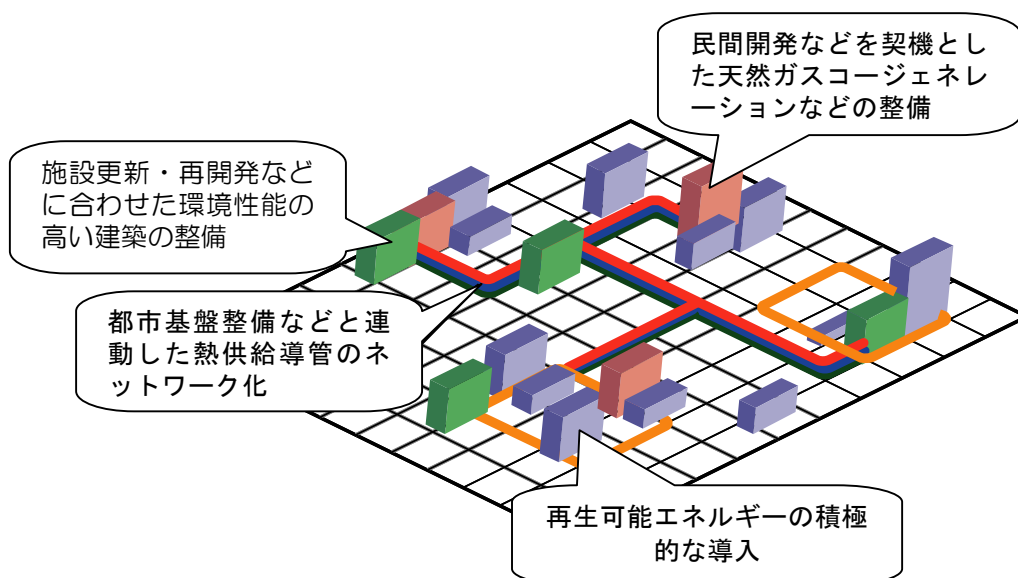 民間開発などを契機とし
た天然ガスコージェネレ
ーションなどの整備
施設更新・再開発など
に合わせた環境性能の
高い建築の整備
都市基盤整備などと連
動した熱供給導管のネ
ットワーク化
再生可能エネルギーの積極
的な導入